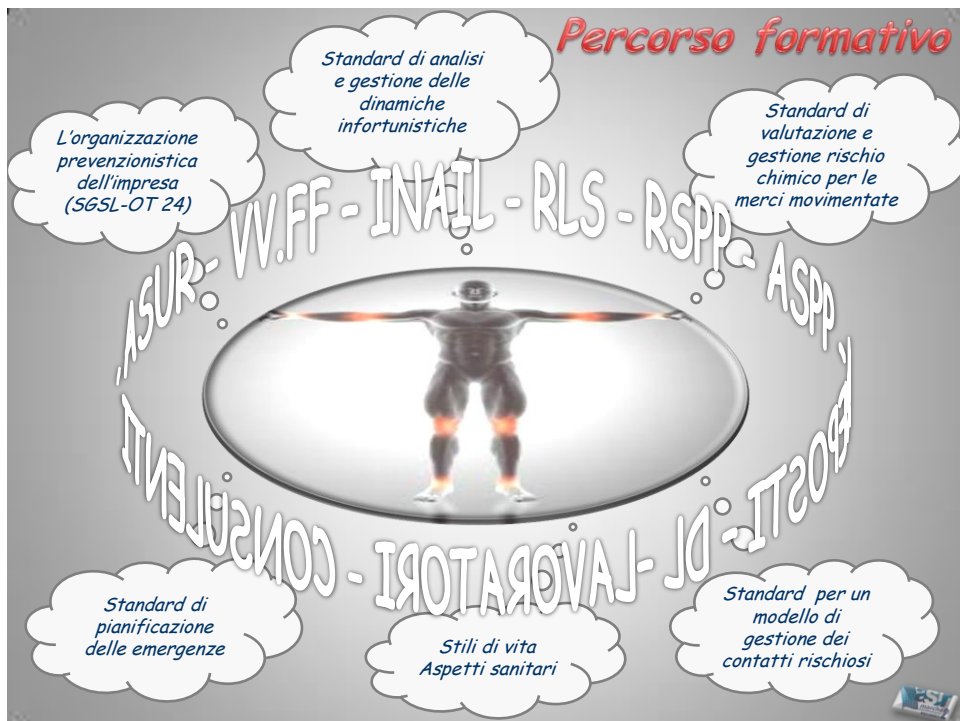 Percorso formativo
Standard di analisi
e gestione delle
dinamiche
infortunistiche
L'organizzazione
prevenzionistica
dell'impresa
(SGSL-OT 24)
Standard di
valutazione e
gestione rischio
chimico per le
merci movimentate
- ASUR - VV.FF - INAIL - RLS - RSPP - ASPP -
POSTI - DL - LAVORATORI - CONSULENTI
Standard di
pianificazione
delle emergenze
Stili di vita
Aspetti sanitari
Standard per un
modello di
gestione dei
contatti rischiosi